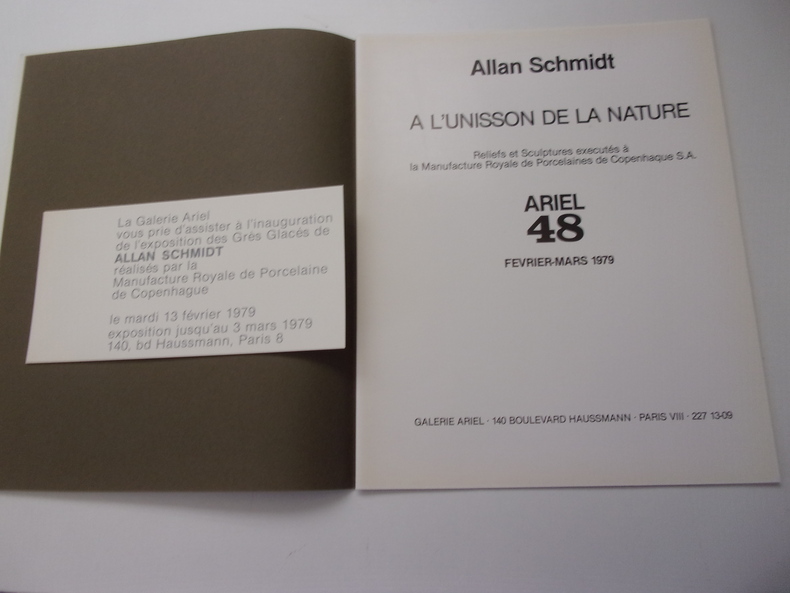 La Galerie Ariel
vous prie d'assister à l'inauguration
de l'exposition des Grès Glacés de
ALLAN SCHMIDT
réalisés par la
Manufacture Royale de Porcelaine
de Copenhague
le mardi 13 février 1979
exposition jusqu'au 3 mars 1979
140, bd Haussmann, Paris 8
Allan Schmidt
A L'UNISSON DE LA NATURE
Reliefs et Sculptures executés à
la Manufacture Royale de Porcelaines de Copenhaque S.A.
ARIEL
48
FEVRIER-MARS 1979
GALERIE ARIEL · 140 BOULEVARD HAUSSMANN · PARIS VIII · 227 13-09